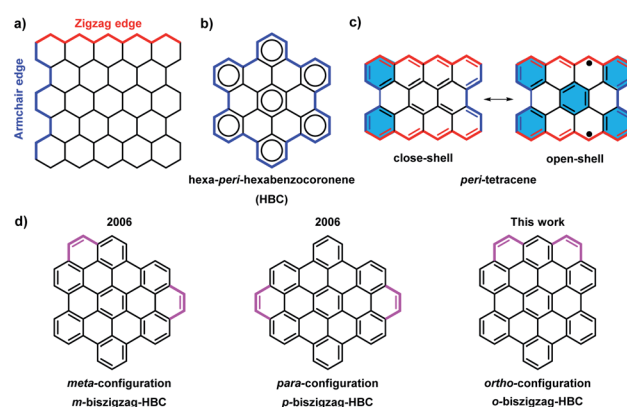 a)
Zigzag edge
Armchair edge
b)
hexa-peri-hexabenzocoronene
(HBC)
c)
close-shell
open-shell
peri-tetracene
d)
2006
meta-configuration
m-biszigzag-HBC
2006
para-configuration
p-biszigzag-HBC
This work
ortho-configuration
o-biszigzag-HBC